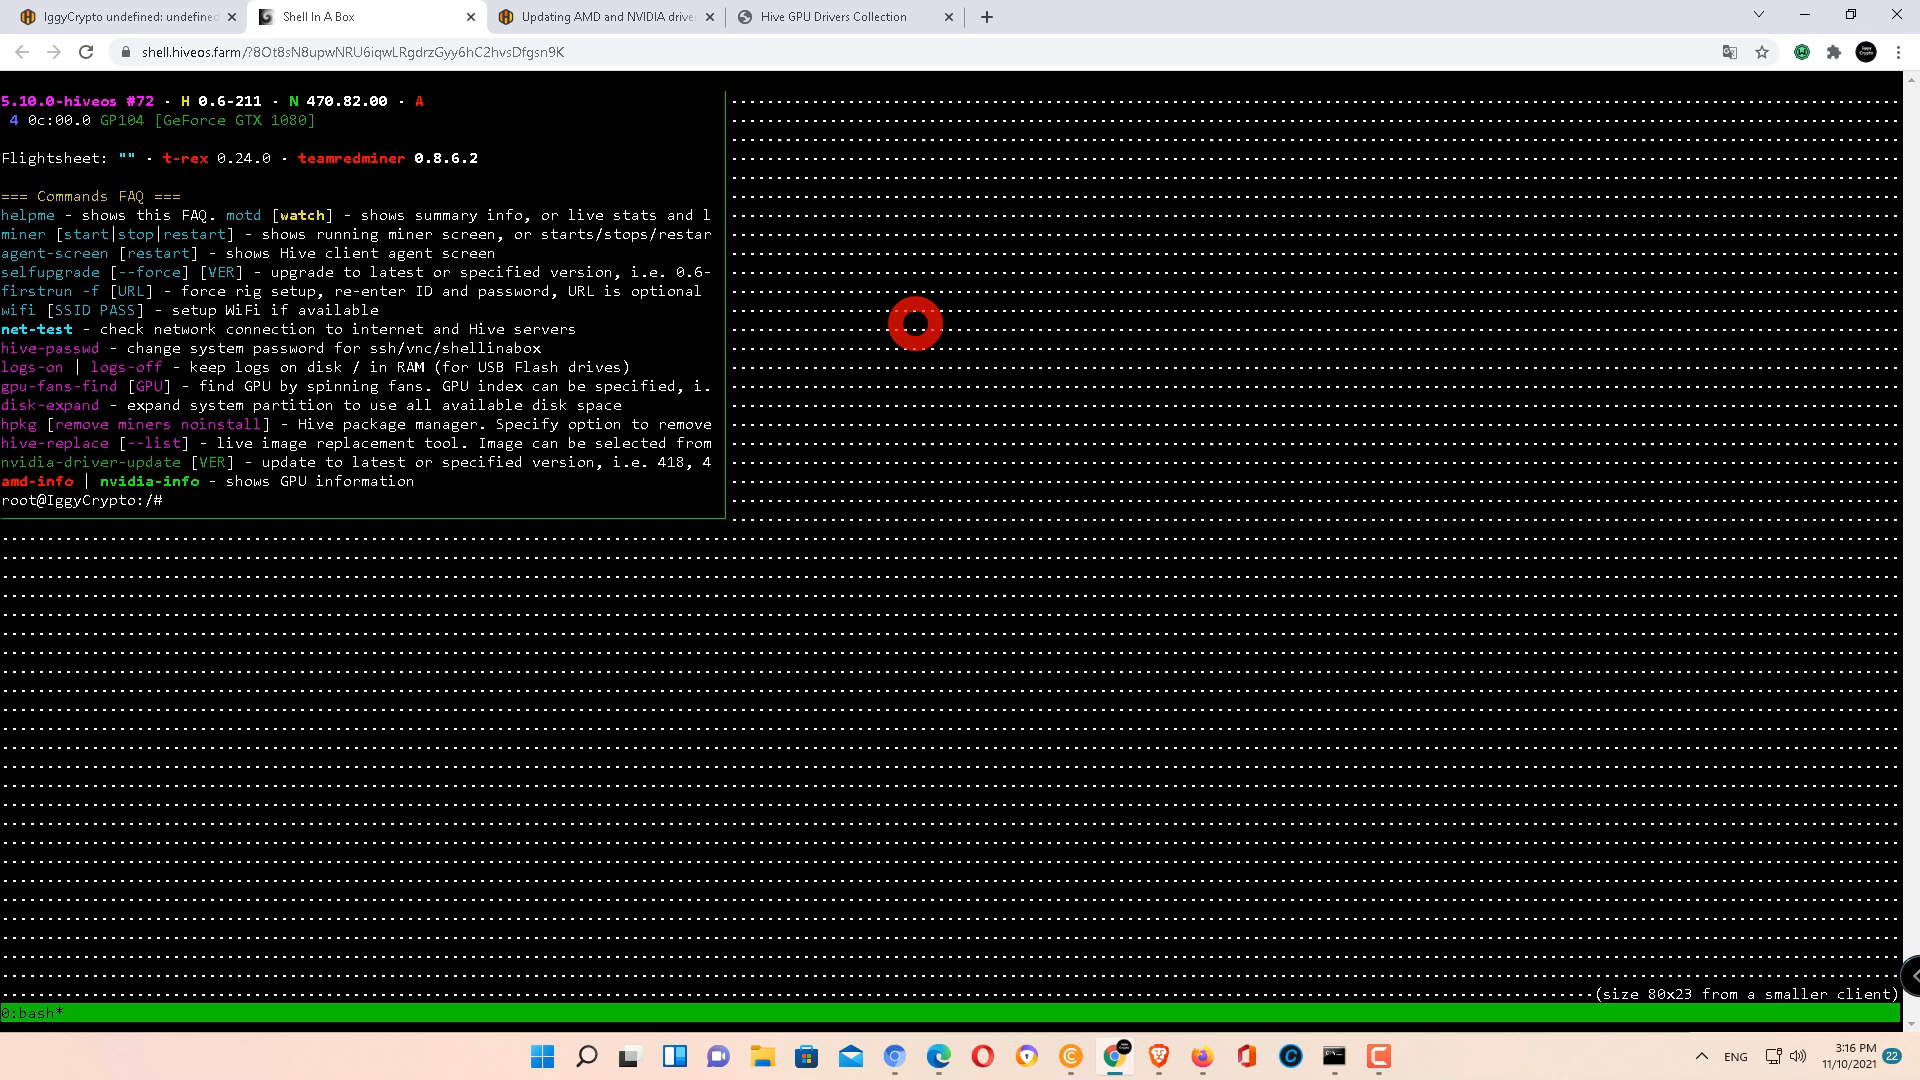 IggyCrypto undefined: undefined
Shell In A Box
Updating AMD and NVIDIA drive
Hive GPU Drivers Collection
shell.hiveos.farm/?8Ot8sN8upwNRU6iqwLRgdrzGyy6hC2hvsDfgsn9K
5.10.0-hiveos #72 · H 0.6-211 · N 470.82.00 · A
4 0c:00.0 GP104 [GeForce GTX 1080]
Flightsheet: "" · t-rex 0.24.0 · teamredminer 0.8.6.2
=== Commands FAQ ===
helpme - shows this FAQ. motd [watch] - shows summary info, or live stats and l
miner [start|stop|restart] - shows running miner screen, or starts/stops/restar
agent-screen [restart] - shows Hive client agent screen
selfupgrade [--force] [VER] - upgrade to latest or specified version, i.e. 0.6-
firstrun -f [URL] - force rig setup, re-enter ID and password, URL is optional
wifi [SSID PASS] - setup WiFi if available
net-test - check network connection to internet and Hive servers
hive-passwd - change system password for ssh/vnc/shellinabox
logs-on | logs-off - keep logs on disk / in RAM (for USB Flash drives)
gpu-fans-find [GPU] - find GPU by spinning fans. GPU index can be specified, i.
disk-expand - expand system partition to use all available disk space
hpkg [remove miners noinstall] - Hive package manager. Specify option to remove
hive-replace [--list] - live image replacement tool. Image can be selected from
nvidia-driver-update [VER] - update to latest or specified version, i.e. 418, 4
amd-info | nvidia-info - shows GPU information
root@IggyCrypto:/#
(size 80x23 from a smaller client)
0:bash*
ENG
3:16 PM
11/10/2021
22